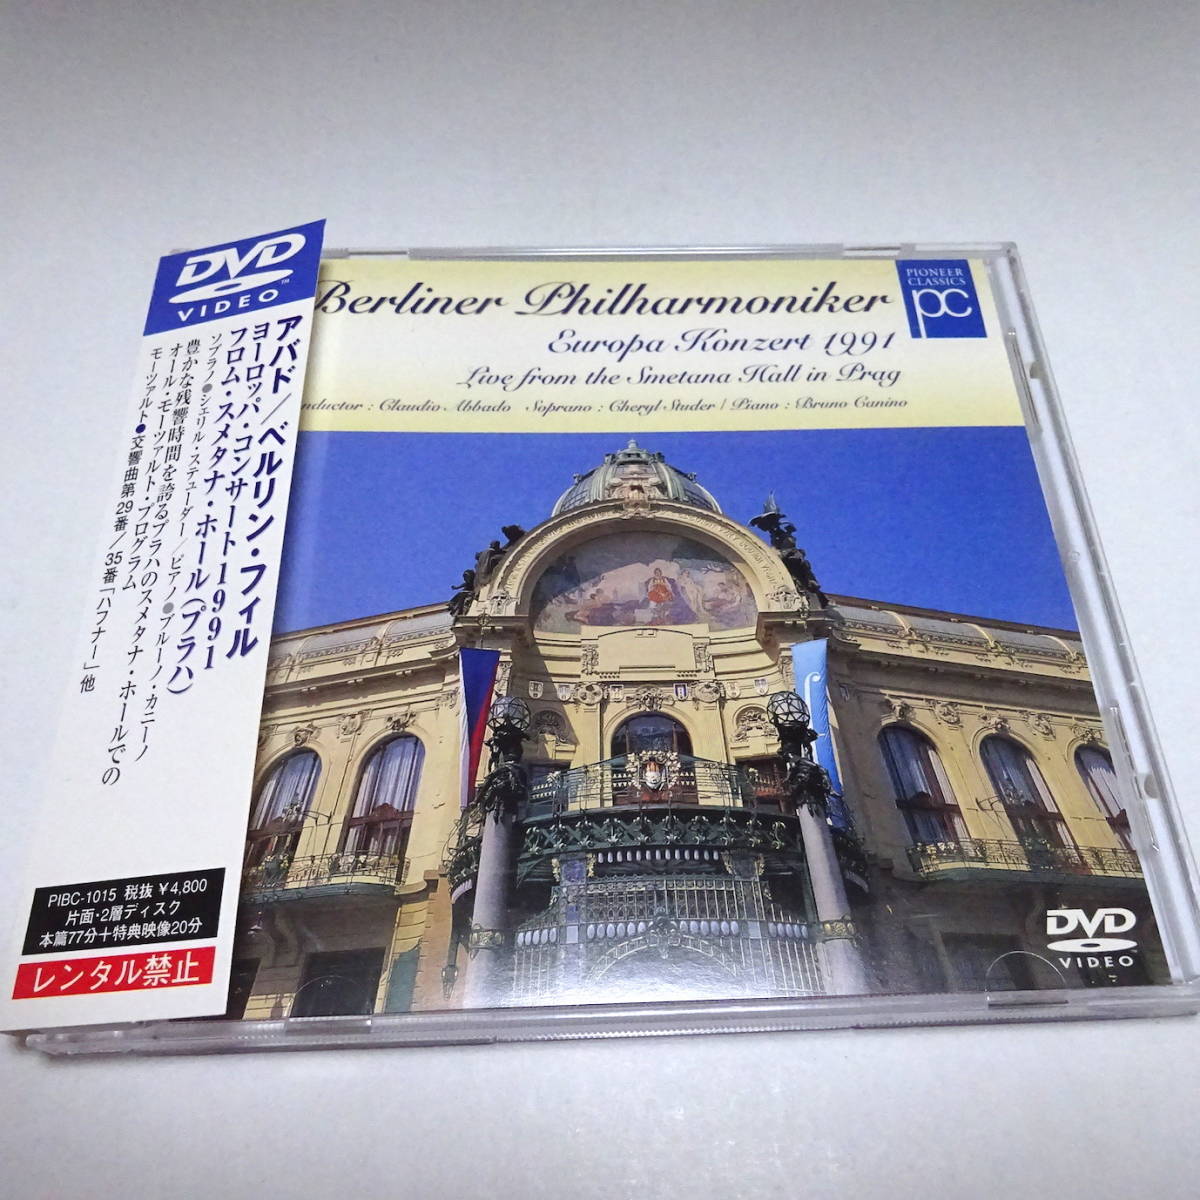 DVD
VIDEO
アバド／ベルリン・フィル
ヨーロッパ・コンサート1991
フロム・スメタナ・ホール(プラハ)
ソプラノ●シェリル・ステューダー／ピアノ●ブルーノ・カニーノ
豊かな残響時間を誇るプラハのスメタナ・ホールでの
オール・モーツァルト・プログラム
モーツァルト●交響曲第29番／35番「ハフナー」他
PIBC-1015 税抜 ¥4,800
片面・2層ディスク
本篇77分＋特典映像20分
レンタル禁止
Berliner Philharmoniker
Europa Konzert 1991
Live from the Smetana Hall in Prag
nductor : Claudio Abbado Soprano : Cheryl Studer / Piano : Bruno Canino
PIONEER
CLASSICS
pc
DVD
VIDEO